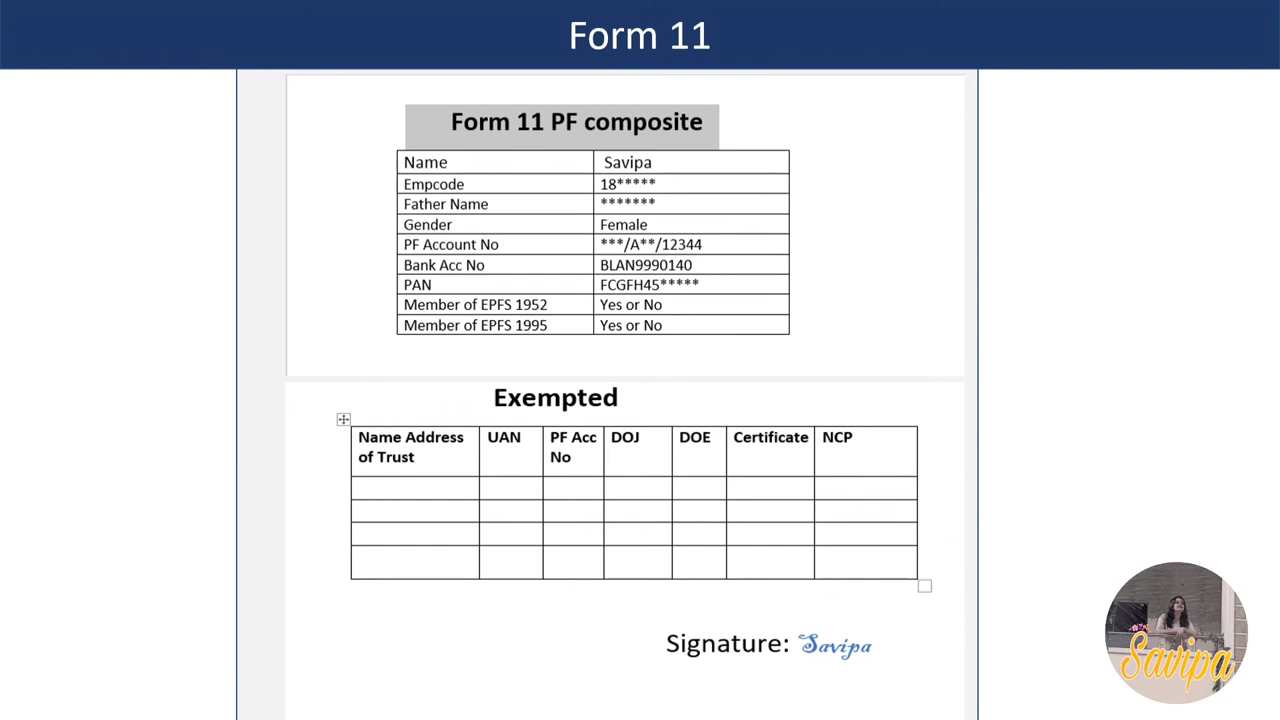 Form 11
Form 11 PF composite
Name Savipa
Empcode 18*****
Father Name *******
Gender Female
PF Account No ***/A**/12344
Bank Acc No BLAN9990140
PAN FCGFH45*****
Member of EPFS 1952 Yes or No
Member of EPFS 1995 Yes or No
Exempted
Name Address of Trust UAN PF Acc No DOJ DOE Certificate NCP
Signature: Savipa
Savipa